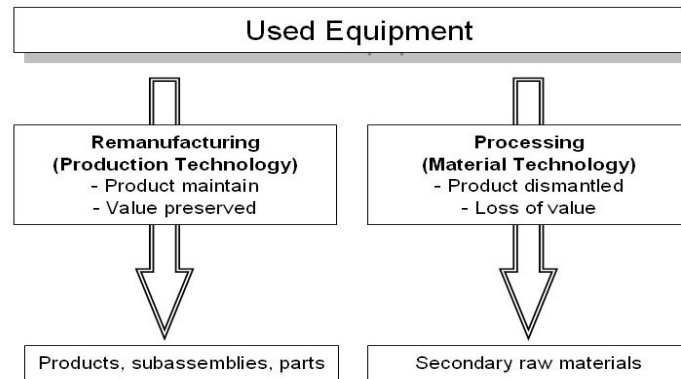 Used Equipment
Remanufacturing
(Production Technology)
- Product maintain
- Value preserved
Processing
(Material Technology)
- Product dismantled
- Loss of value
Products, subassemblies, parts
Secondary raw materials